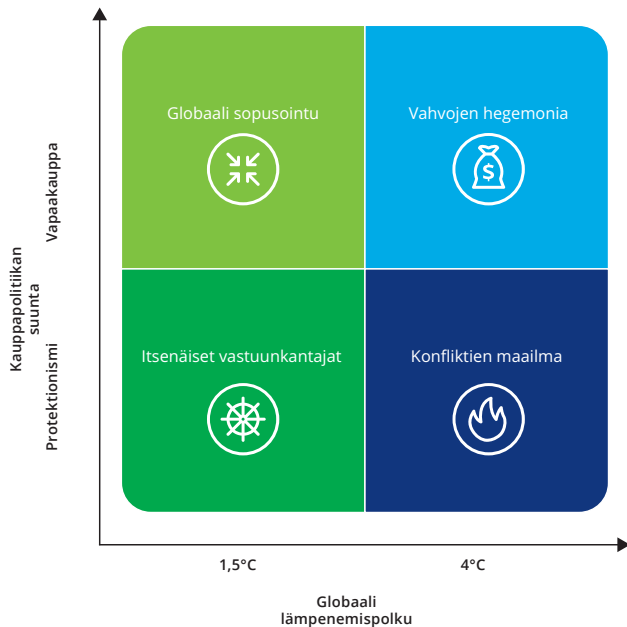 Globaali sopusointu
Vahvojen hegemonia
$
Itsenäiset vastuunkantajat
Konfliktien maailma
Kauppapolitiikan
suunta
Vapaakauppa
Protektionismi
1,5°C
4°C
Globaali
lämpenemispolku